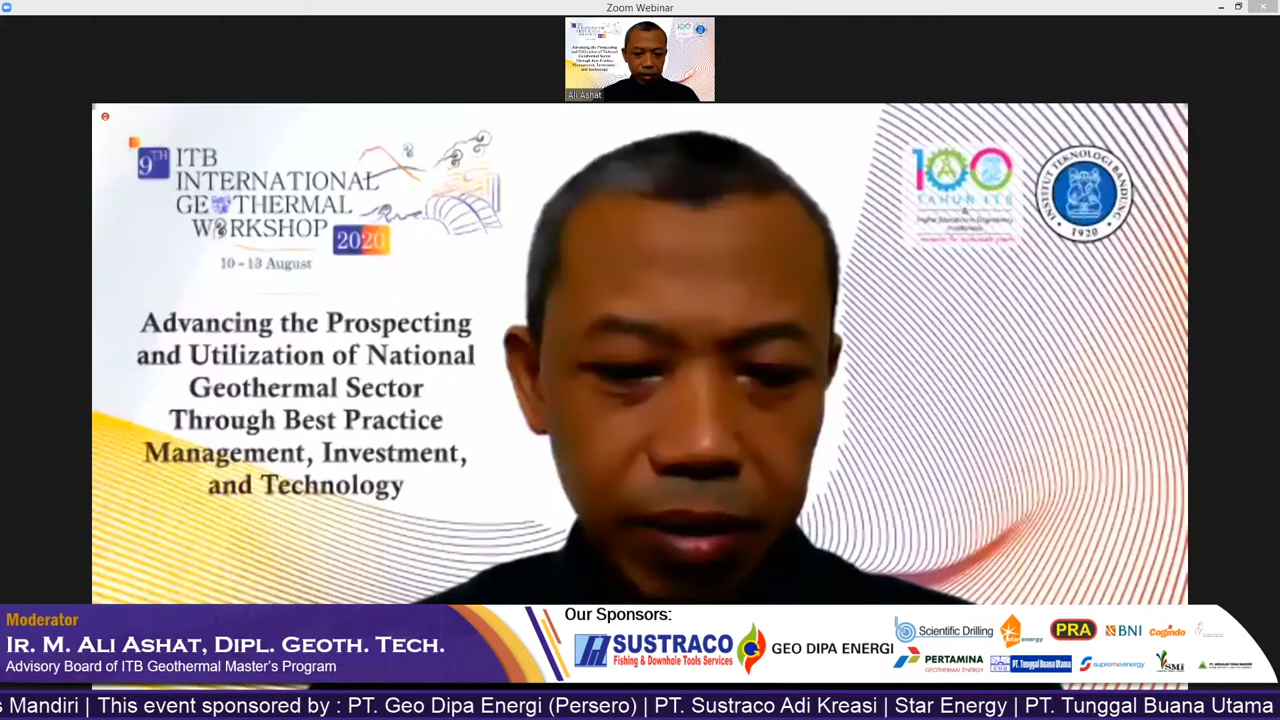 Zoom Webinar
Ali Ashat
9TH
ITB
INTERNATIONAL
GEOTHERMAL
WORKSHOP
2020
10 - 13 August
Advancing the Prospecting
and Utilization of National
Geothermal Sector
Through Best Practice
Management, Investment,
and Technology
100
TAHUN ITB
&
INSTITUT TEKNOLOGI BANDUNG
1920
Moderator
IR. M. ALI ASHAT, DIPL. GEOTH. TECH.
Advisory Board of ITB Geothermal Master's Program
Our Sponsors:
SUSTRACO
Fishing & Downhole Tools Services
GEO DIPA ENERGI
Scientific Drilling
star energy
PRA
BNI
Cogindo
PERTAMINA
GEOTHERMAL ENERGY
PT. Tunggal Buana Utama
supreme energy
SMI
s Mandiri | This event sponsored by : PT. Geo Dipa Energi (Persero) | PT. Sustraco Adi Kreasi | Star Energy | PT. Tunggal Buana Utama